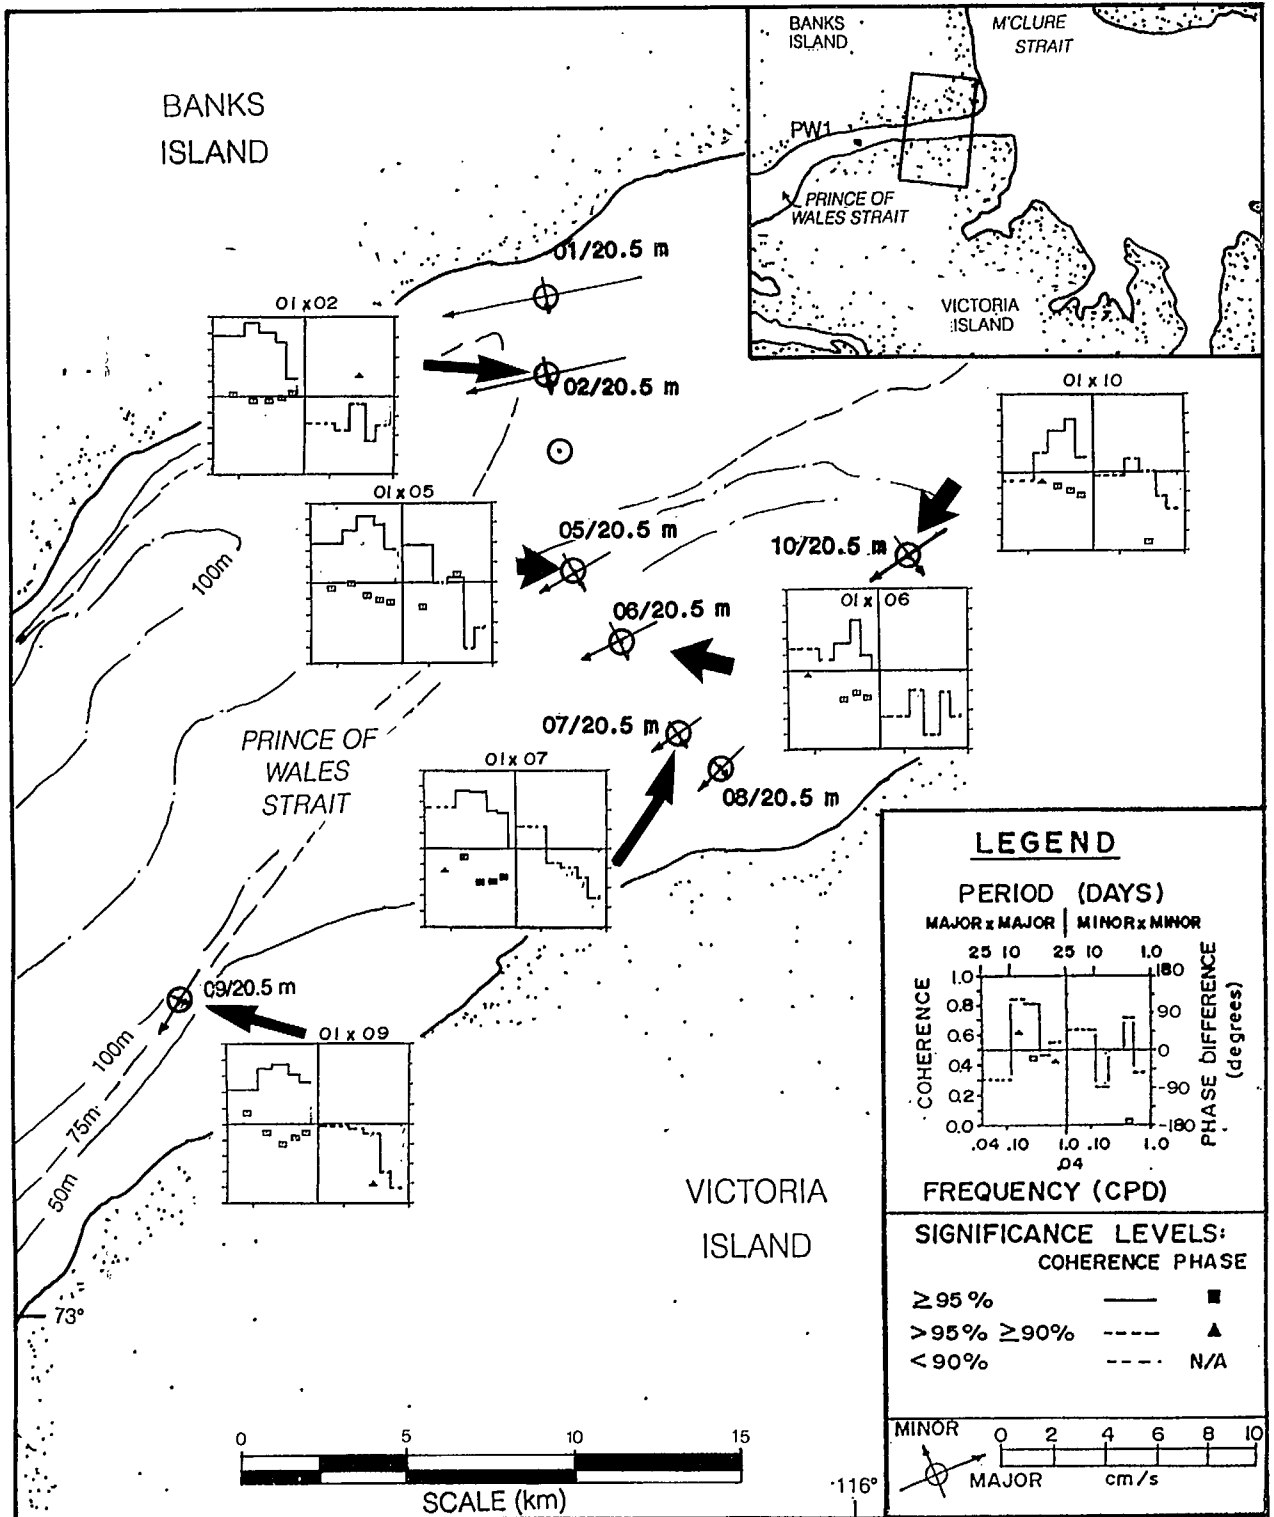 BANKS
ISLAND
BANKS
ISLAND
M'CLURE
STRAIT
PW1
PRINCE OF
WALES STRAIT
VICTORIA
ISLAND
01/20.5 m
01 x 02
02/20.5 m
01 x 10
01 x 05
05/20.5 m
10/20.5 m
100m
06/20.5 m
01 x 06
PRINCE OF
WALES
STRAIT
07/20.5 m
01 x 07
08/20.5 m
09/20.5 m
01 x 09
100m
75m
50m
VICTORIA
ISLAND
73°
0 5 10 15
SCALE (km)
116°
LEGEND
PERIOD (DAYS)
MAJOR x MAJOR | MINOR x MINOR
25 10 25 10 1.0
COHERENCE
1.0
0.8
0.6
0.4
0.2
0.0
180
90
0
-90
-180
PHASE DIFFERENCE
(degrees)
.04 .10 1.0 .10 1.0
.04
FREQUENCY (CPD)
SIGNIFICANCE LEVELS:
COHERENCE PHASE
≥95%
>95% ≥90%
<90% N/A
MINOR
MAJOR
0 2 4 6 8 10
cm/s